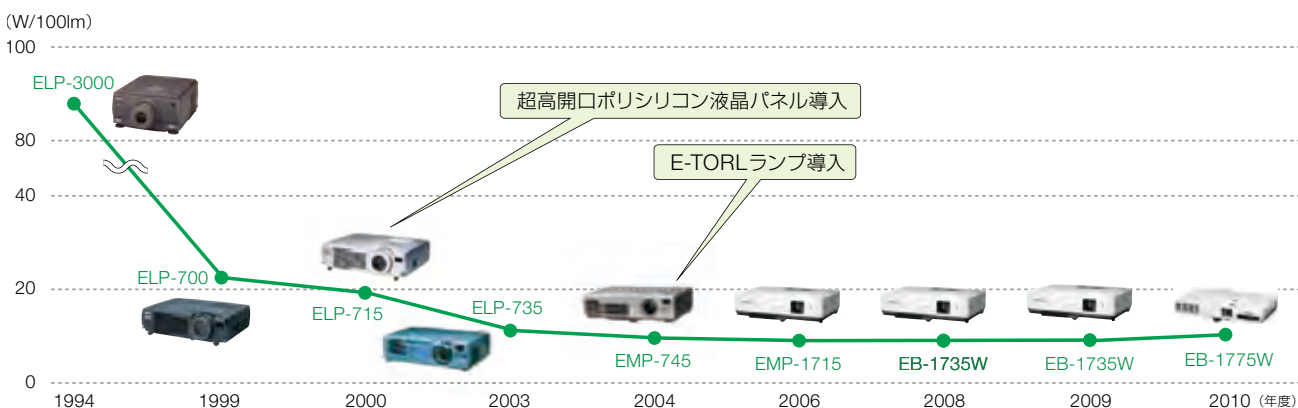 （W/100lm）
100
ELP-3000
超高開口ポリシリコン液晶パネル導入
80
E-TORLランプ導入
40
ELP-700
20
ELP-715
ELP-735
EMP-745
EMP-1715
EB-1735W
EB-1735W
EB-1775W
0
1994
1999
2000
2003
2004
2006
2008
2009
2010（年度）